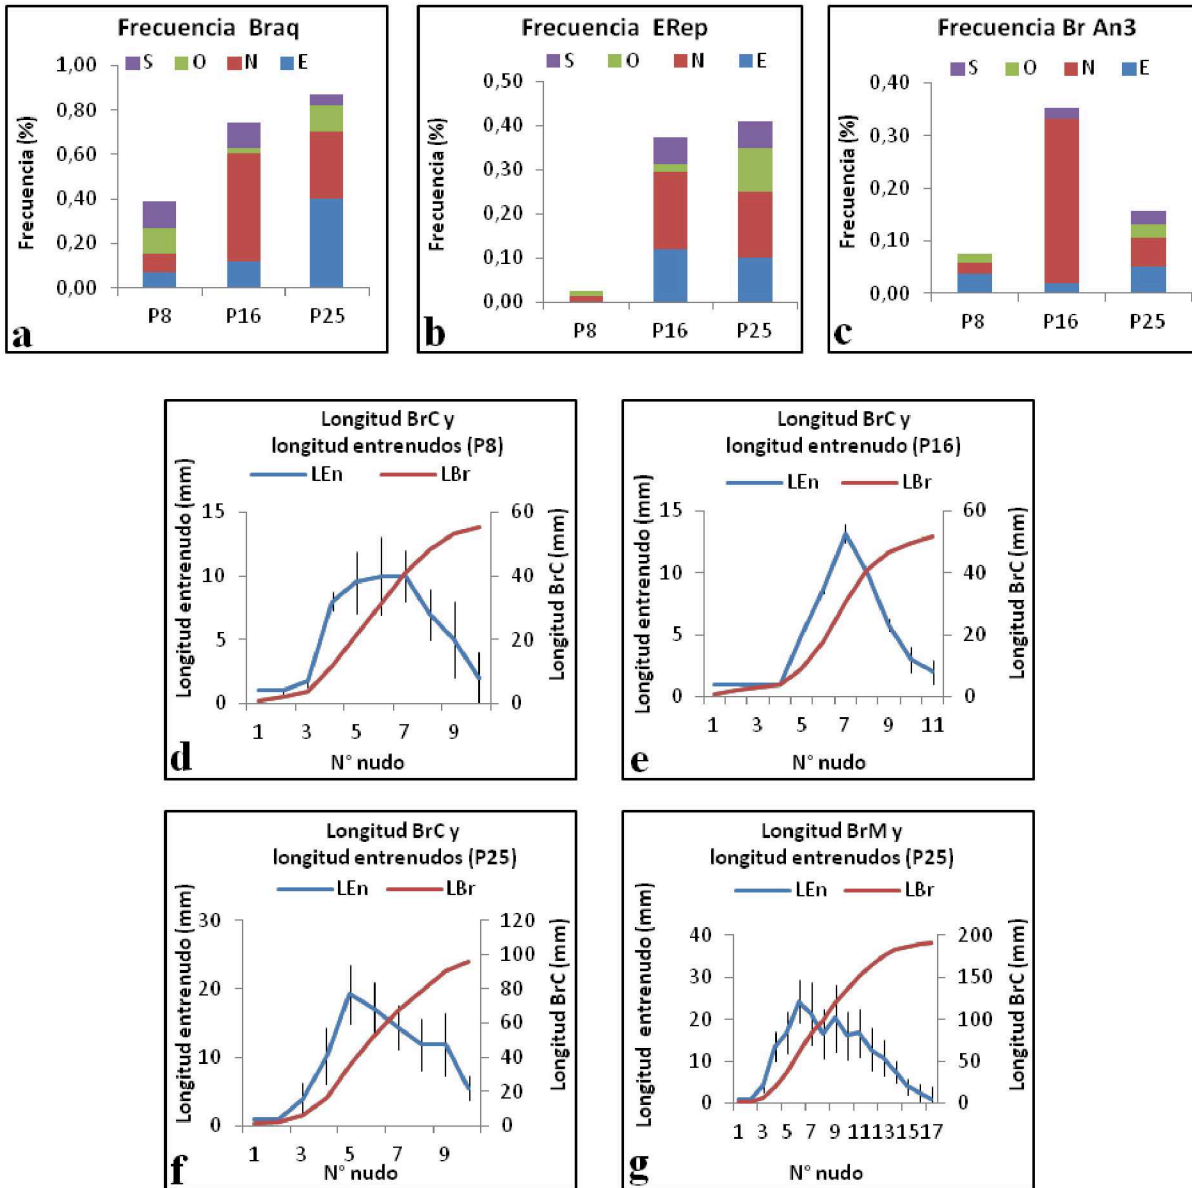 Frecuencia Braq
S O N E
Frecuencia (%)
1,00
0,80
0,60
0,40
0,20
0,00
P8 P16 P25
a
Frecuencia ERep
S O N E
Frecuencia (%)
0,50
0,40
0,30
0,20
0,10
0,00
P8 P16 P25
b
Frecuencia Br An3
S O N E
Frecuencia (%)
0,40
0,30
0,20
0,10
0,00
P8 P16 P25
c
Longitud BrC y
longitud entrenudos (P8)
LEn LBr
Longitud entrenudo (mm)
15
10
5
0
60
40
20
0
Longitud BrC (mm)
1 3 5 7 9
N° nudo
d
Longitud BrC y
longitud entrenudo (P16)
LEn LBr
Longitud entrenudo (mm)
15
10
5
0
60
40
20
0
Longitud BrC (mm)
1 3 5 7 9 11
N° nudo
e
Longitud BrC y
longitud entrenudos (P25)
LEn LBr
Longitud entrenudo (mm)
30
20
10
0
120
100
80
60
40
20
0
Longitud BrC (mm)
1 3 5 7 9
N° nudo
f
Longitud BrM y
longitud entrenudos (P25)
LEn LBr
Longitud entrenudo (mm)
40
30
20
10
0
200
150
100
50
0
Longitud BrC (mm)
1 3 5 7 9 11 13 15 17
N° nudo
g